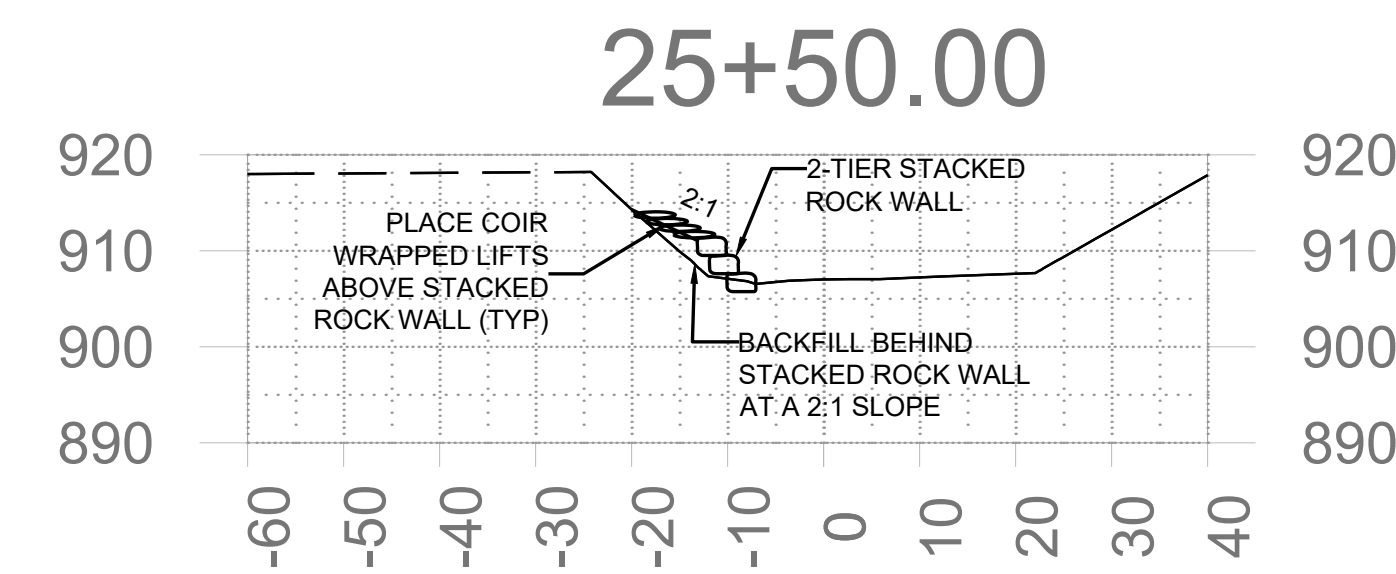 25+50.00
920
920
2-TIER STACKED
ROCK WALL
2:1
PLACE COIR
WRAPPED LIFTS
ABOVE STACKED
ROCK WALL (TYP)
910
910
900
900
BACKFILL BEHIND
STACKED ROCK WALL
AT A 2:1 SLOPE
890
890
-60
-50
-40
-30
-20
-10
0
10
20
30
40